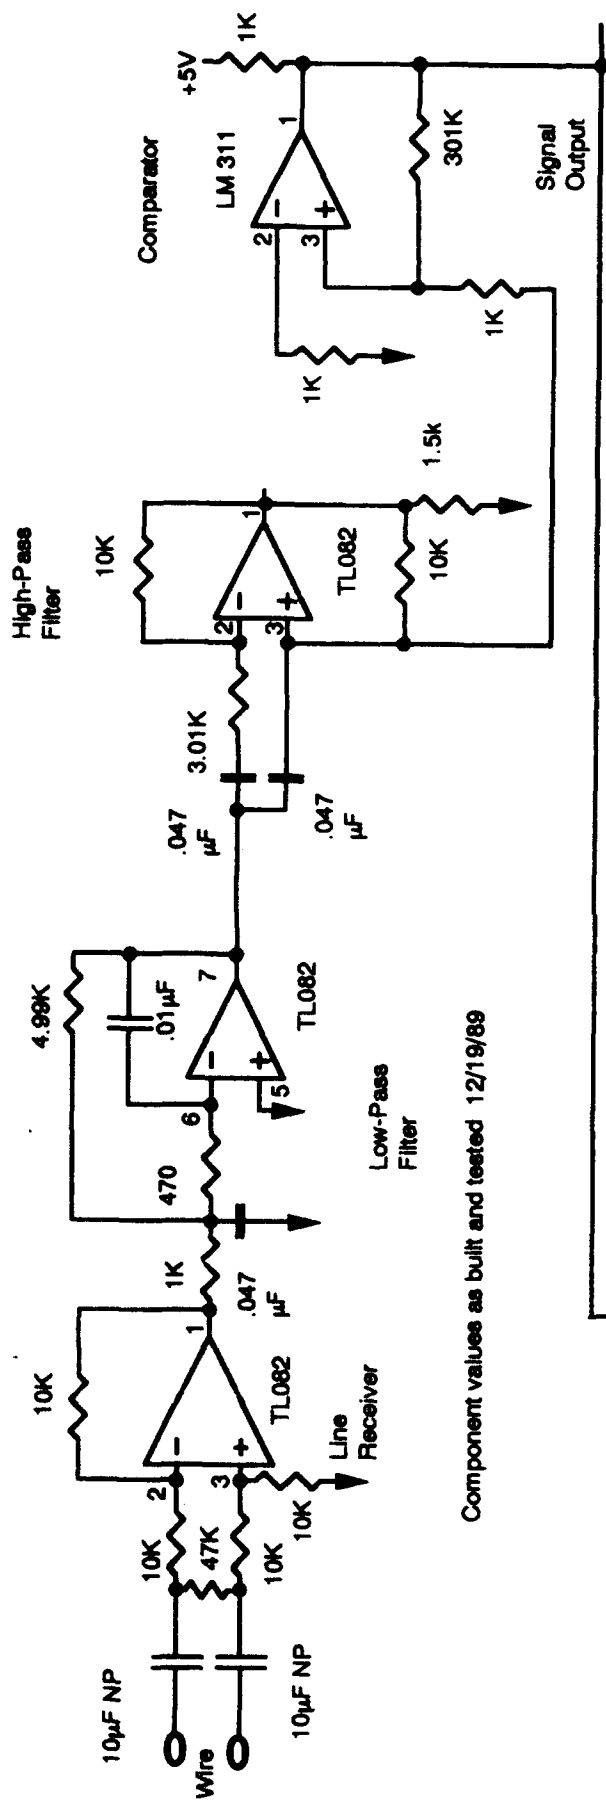 Wire
10µF NP
10µF NP
10K
47K
10K
10K
2
3
10K
1
TL082
Line
Receiver
1K
.047
µF
470
4.99K
.01µF
6
5
7
TL082
Low-Pass
Filter
.047
µF
.047
µF
3.01K
High-Pass
Filter
10K
2
3
1
TL082
10K
1.5k
Comparator
LM 311
1K
2
3
1
+5V
1K
301K
1K
Signal
Output
Component values as built and tested 12/19/89